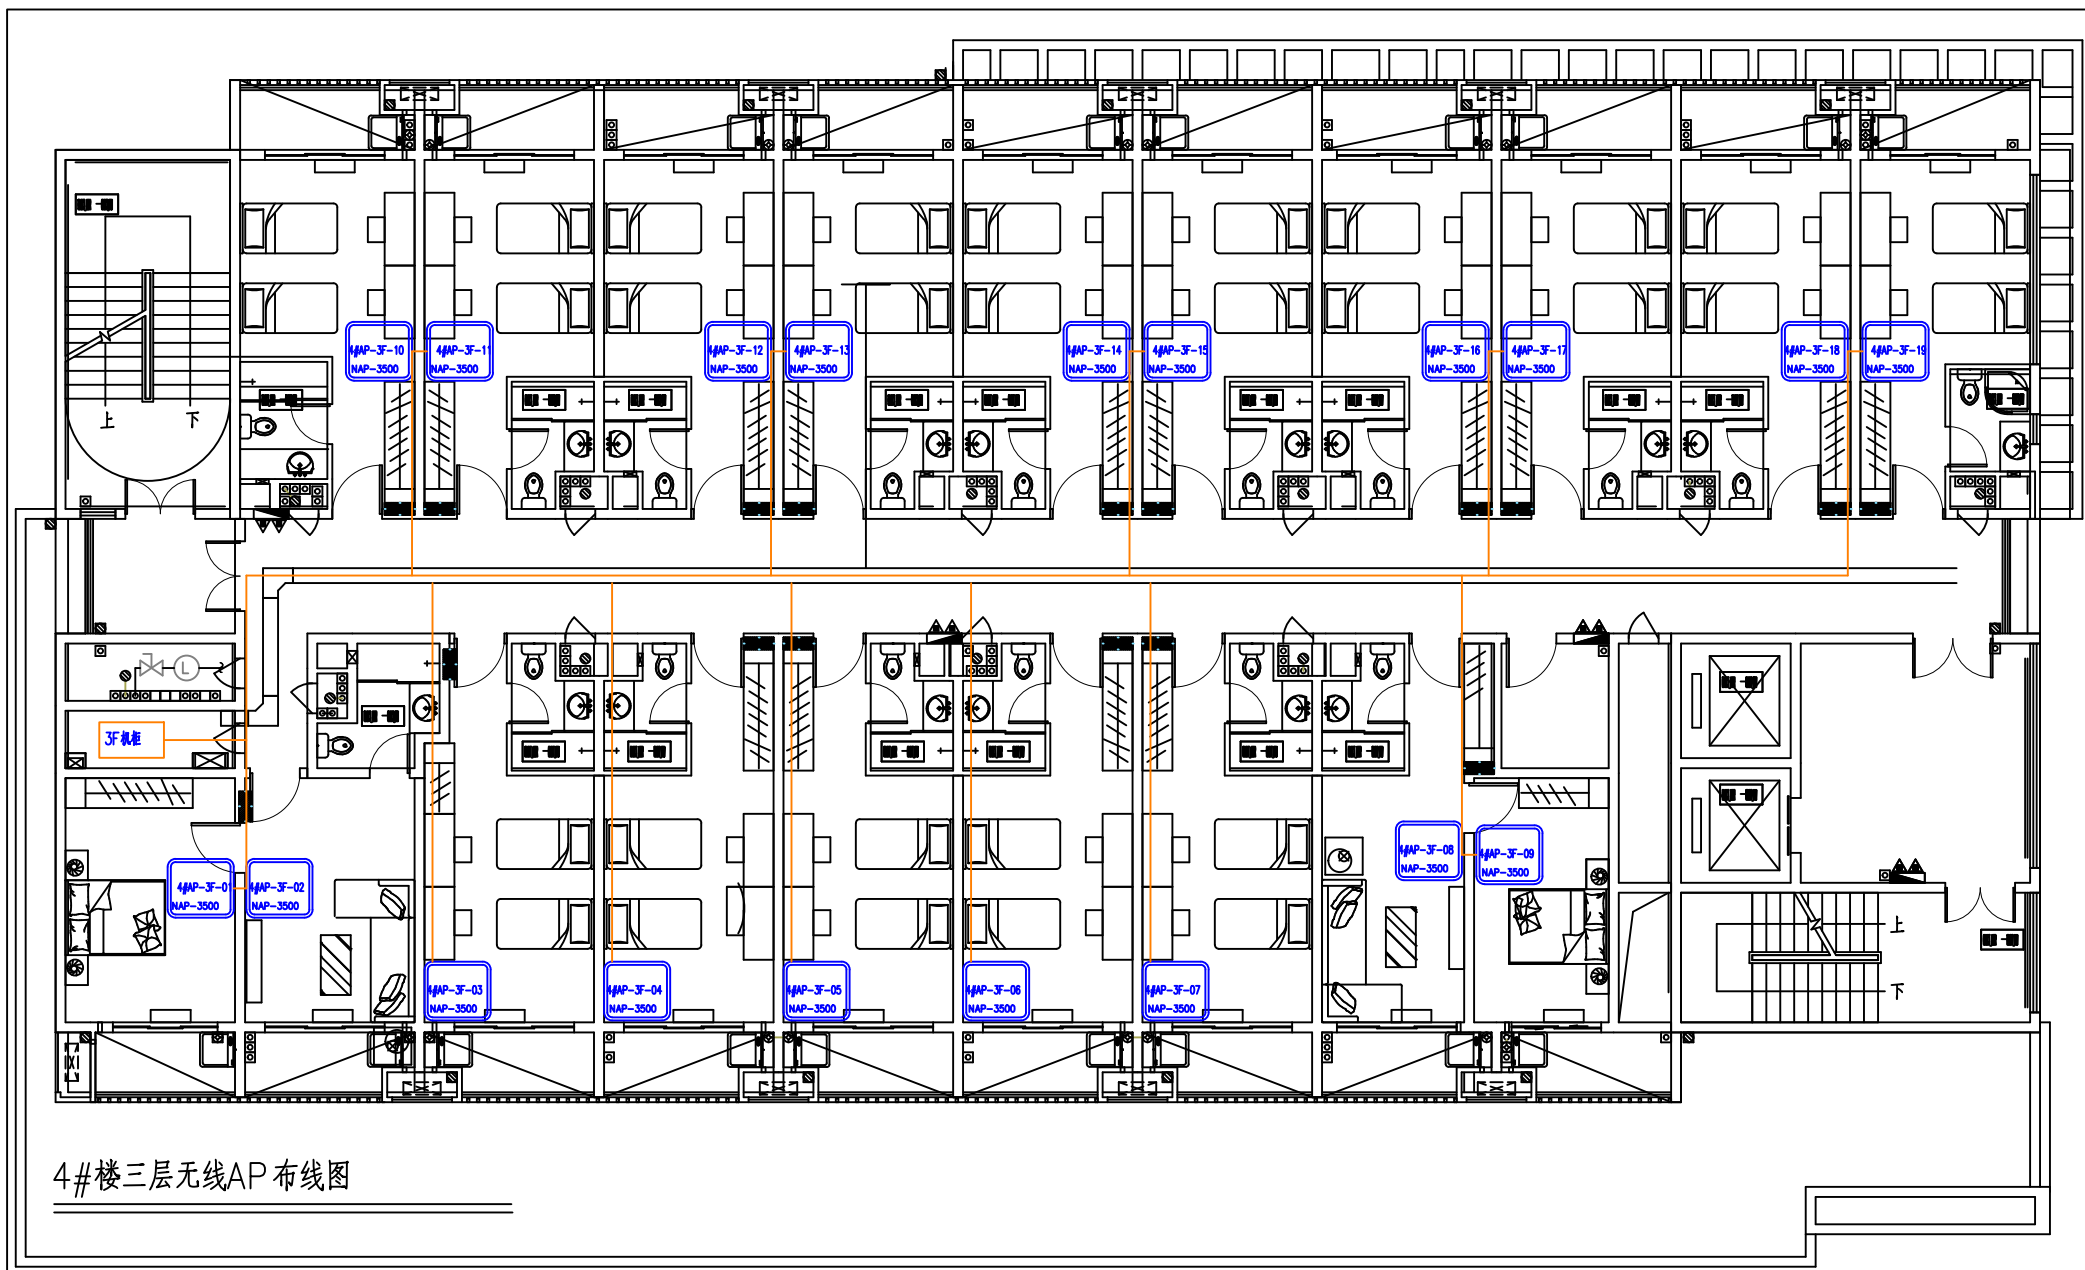 4#AP-3F-10
NAP-3500
4#AP-3F-11
NAP-3500
4#AP-3F-12
NAP-3500
4#AP-3F-13
NAP-3500
4#AP-3F-14
NAP-3500
4#AP-3F-15
NAP-3500
4#AP-3F-16
NAP-3500
4#AP-3F-17
NAP-3500
4#AP-3F-18
NAP-3500
4#AP-3F-19
NAP-3500
上
下
L
3F机柜
4#AP-3F-01
NAP-3500
4#AP-3F-02
NAP-3500
4#AP-3F-08
NAP-3500
4#AP-3F-09
NAP-3500
上
下
4#AP-3F-03
NAP-3500
4#AP-3F-04
NAP-3500
4#AP-3F-05
NAP-3500
4#AP-3F-06
NAP-3500
4#AP-3F-07
NAP-3500
4#楼三层无线AP布线图